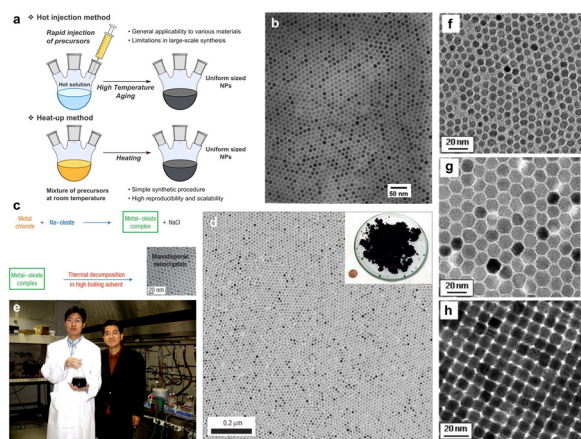 a
❖ Hot injection method
Rapid injection
of precursors
• General applicability to various materials
• Limitations in large-scale synthesis
Hot solution
High Temperature
Aging
Uniform sized
NPs
❖ Heat-up method
Heating
Uniform sized
NPs
Mixture of precursors
at room temperature
• Simple synthetic procedure
• High reproducibility and scalability
b
50 nm
c
Metal
chloride
+
Na-oleate
Metal-oleate
complex
+ NaCl
Metal-oleate
complex
Thermal decomposition
in high boiling solvent
Monodisperse
nanocrystals
20 nm
d
0.2 μm
e
f
20 nm
g
20 nm
h
20 nm